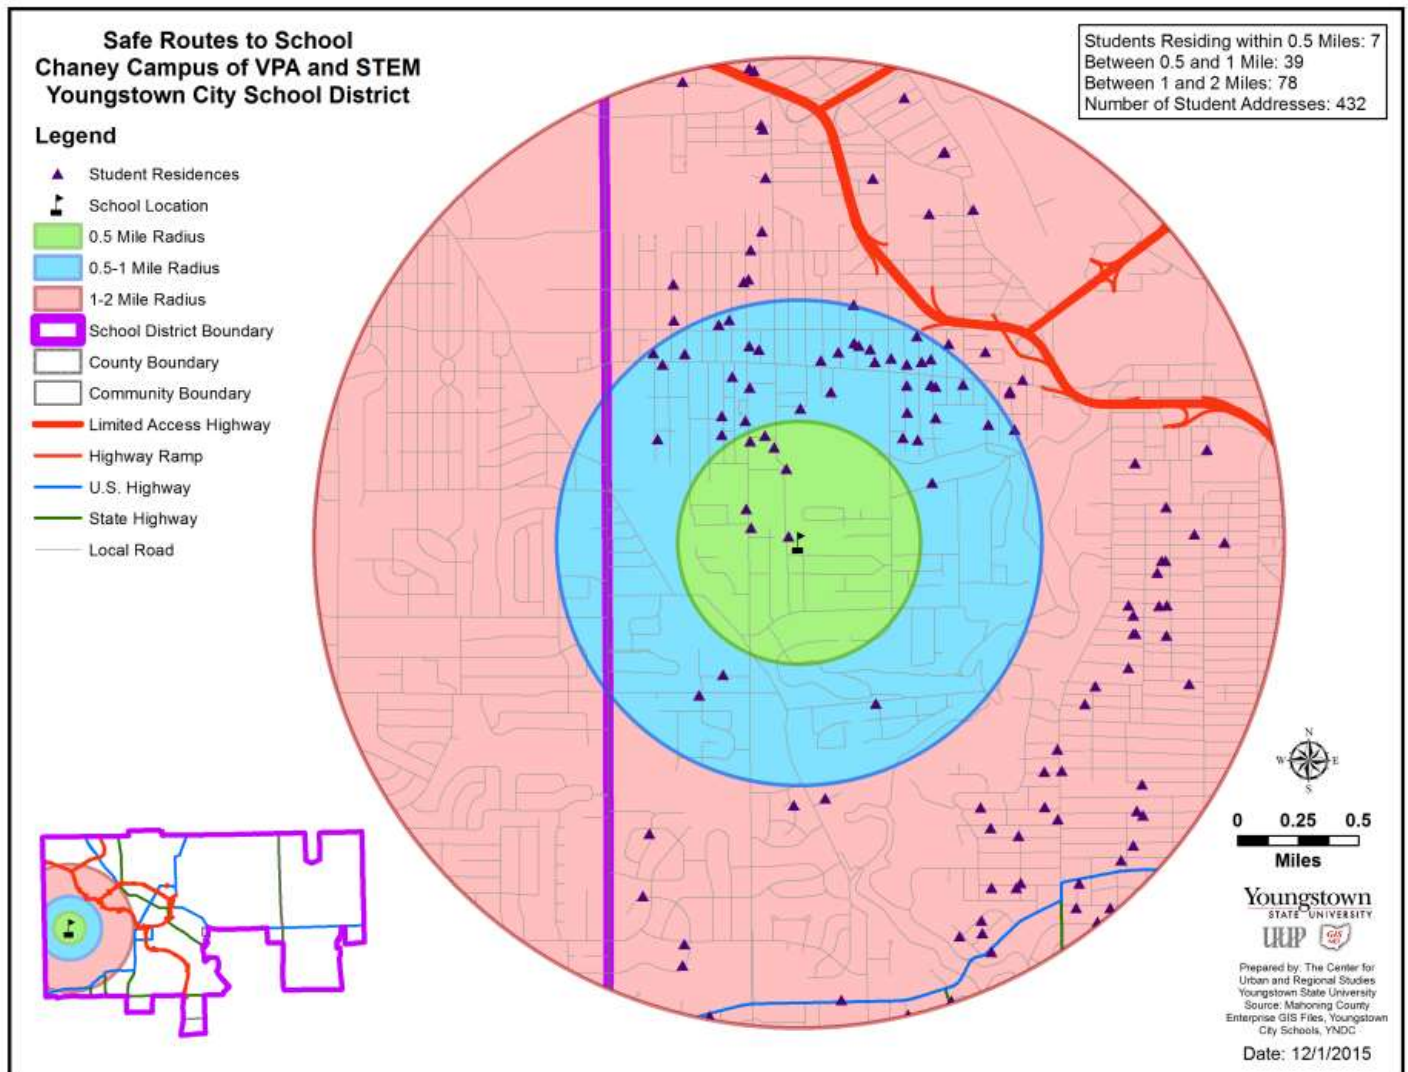 Safe Routes to School
Chaney Campus of VPA and STEM
Youngstown City School District
Students Residing within 0.5 Miles: 7
Between 0.5 and 1 Mile: 39
Between 1 and 2 Miles: 78
Number of Student Addresses: 432
Legend
Student Residences
School Location
0.5 Mile Radius
0.5-1 Mile Radius
1-2 Mile Radius
School District Boundary
County Boundary
Community Boundary
Limited Access Highway
Highway Ramp
U.S. Highway
State Highway
Local Road
N
W E
S
0 0.25 0.5
Miles
Youngstown
STATE UNIVERSITY
GIS
Prepared by: The Center for
Urban and Regional Studies
Youngstown State University
Source: Mahoning County
Enterprise GIS Files, Youngstown
City Schools, YNDC
Date: 12/1/2015